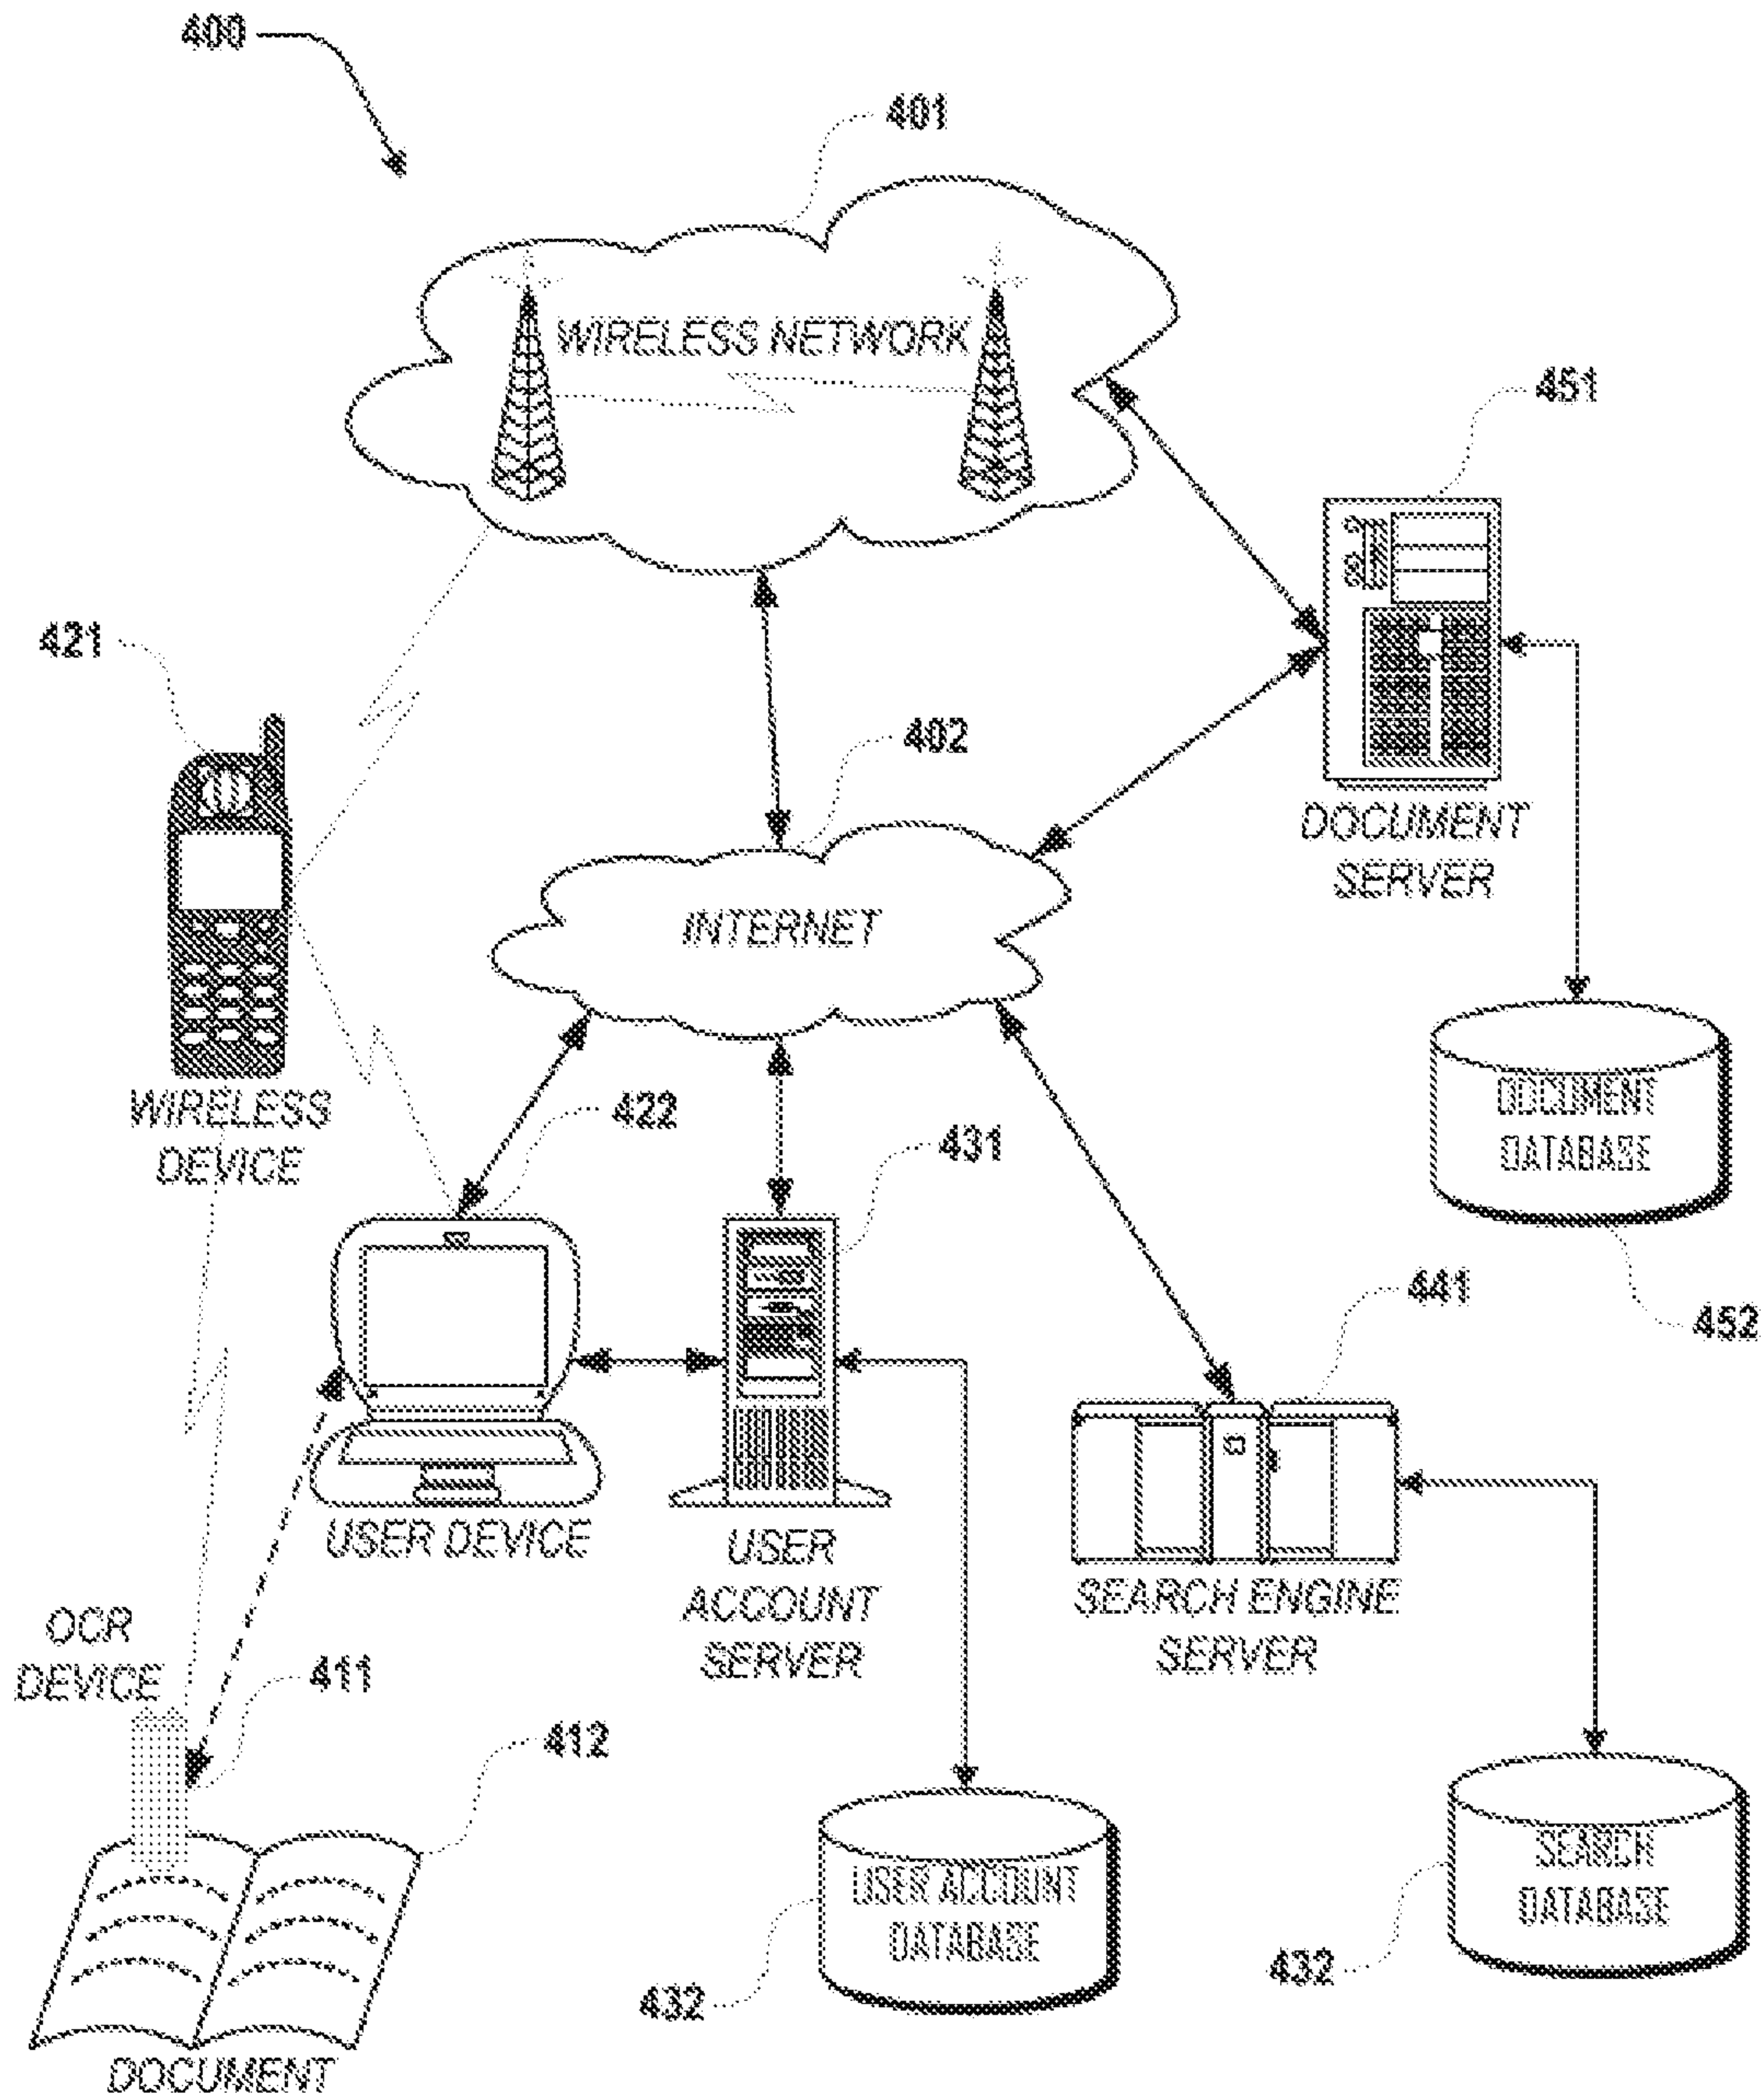 400
401
WIRELESS NETWORK
451
421
402
DOCUMENT
SERVER
INTERNET
WIRELESS
DEVICE
422
431
DOCUMENT
DATABASE
452
441
USER DEVICE
USER
ACCOUNT
SERVER
SEARCH ENGINE
SERVER
OCR
DEVICE
411
412
USER ACCOUNT
DATABASE
432
SEARCH
DATABASE
432
DOCUMENT